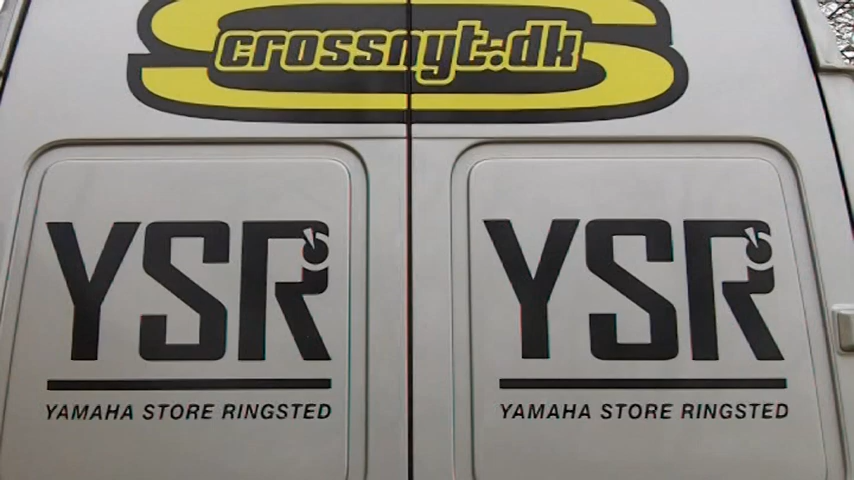 crossnyt.dk
YSR YSR
YAMAHA STORE RINGSTED YAMAHA STORE RINGSTED